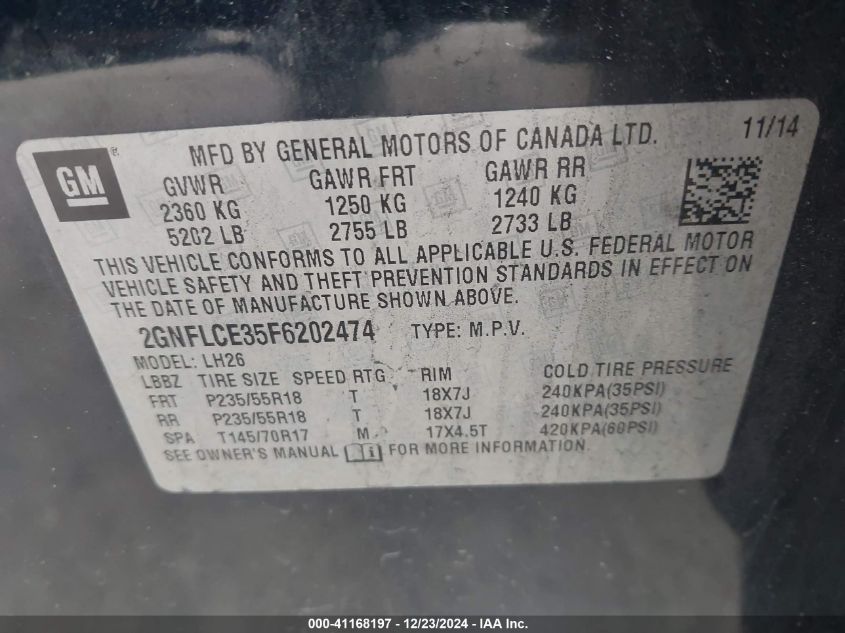 GM ®
MFD BY GENERAL MOTORS OF CANADA LTD.
11/14
GVWR GAWR FRT GAWR RR
2360 KG 1250 KG 1240 KG
5202 LB 2755 LB 2733 LB
THIS VEHICLE CONFORMS TO ALL APPLICABLE U.S. FEDERAL MOTOR
VEHICLE SAFETY AND THEFT PREVENTION STANDARDS IN EFFECT ON
THE DATE OF MANUFACTURE SHOWN ABOVE.
2GNFLCE35F6202474 TYPE: M.P.V.
MODEL: LH26
LBBZ TIRE SIZE SPEED RTG RIM COLD TIRE PRESSURE
FRT P235/55R18 T 18X7J 240KPA(35PSI)
RR P235/55R18 T 18X7J 240KPA(35PSI)
SPA T145/70R17 M 17X4.5T 420KPA(60PSI)
SEE OWNER'S MANUAL i FOR MORE INFORMATION.
000-41168197 - 12/23/2024 - IAA Inc.